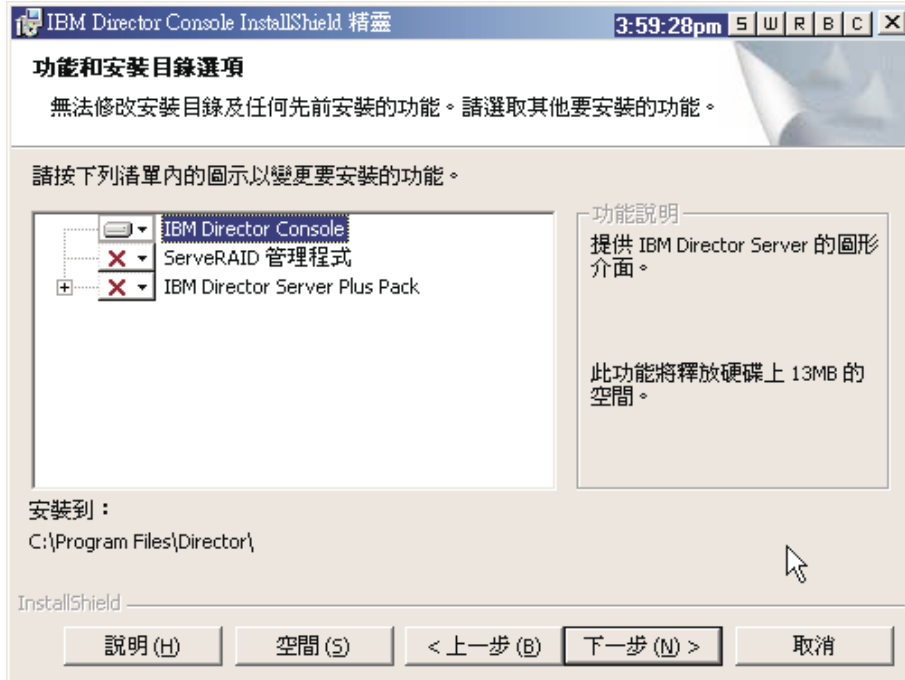 IBM Director Console InstallShield 精靈
3:59:28pm S W R B C
功能和安裝目錄選項
無法修改安裝目錄及任何先前安裝的功能。請選取其他要安裝的功能。
請按下列清單內的圖示以變更要安裝的功能。
IBM Director Console
ServeRAID 管理程式
IBM Director Server Plus Pack
功能說明
提供 IBM Director Server 的圖形
介面。
此功能將釋放硬碟上 13MB 的
空間。
安裝到：
C:\Program Files\Director\
InstallShield
說明(H)
空間(S)
< 上一步(B)
下一步(N) >
取消